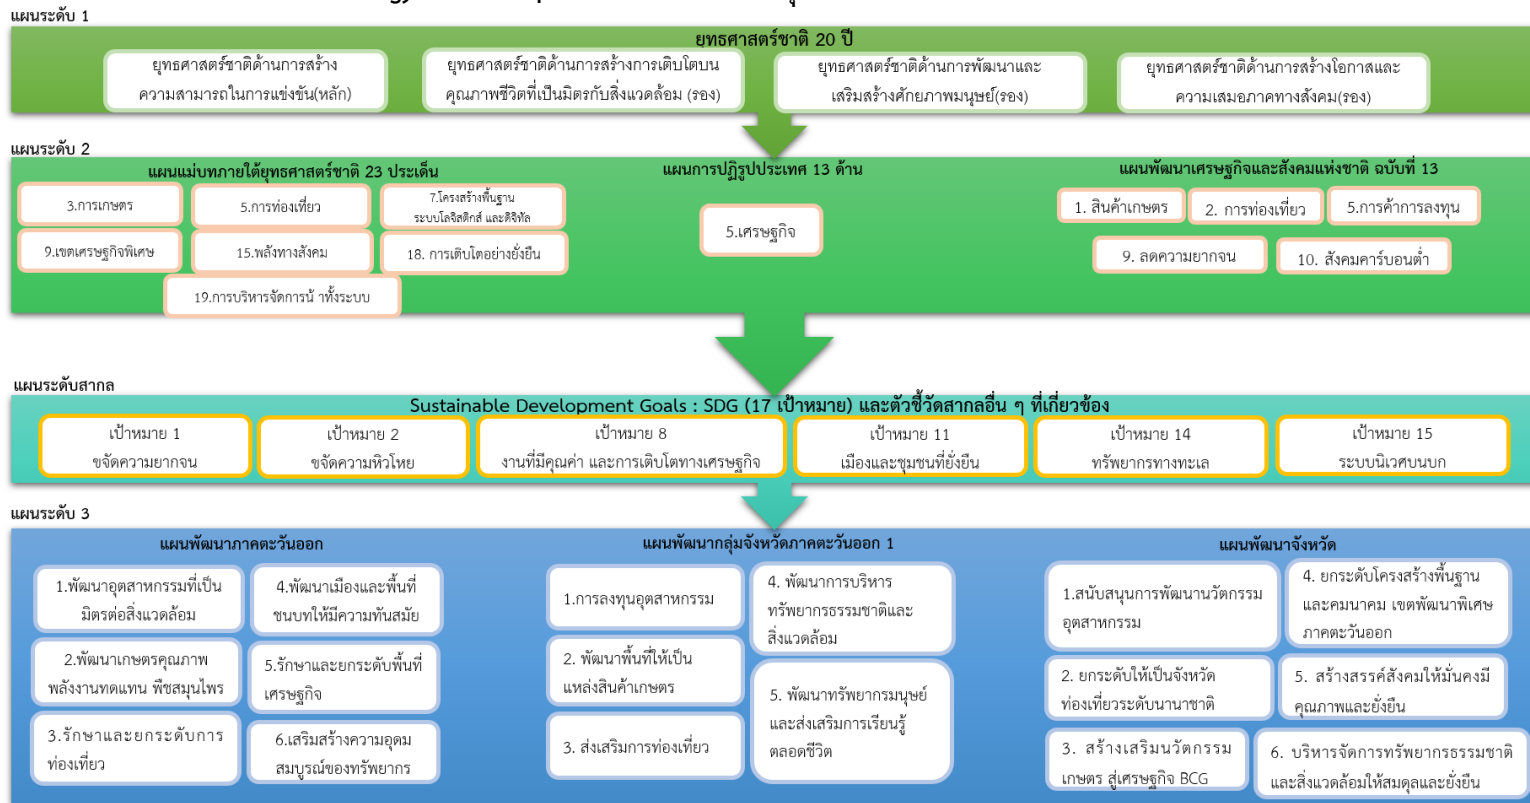 แผนระดับ 1
ยุทธศาสตร์ชาติ 20 ปี
ยุทธศาสตร์ชาติด้านการสร้าง
ความสามารถในการแข่งขัน(หลัก)
ยุทธศาสตร์ชาติด้านการสร้างการเติบโตบน
คุณภาพชีวิตที่เป็นมิตรกับสิ่งแวดล้อม (รอง)
ยุทธศาสตร์ชาติด้านการพัฒนาและ
เสริมสร้างศักยภาพมนุษย์(รอง)
ยุทธศาสตร์ชาติด้านการสร้างโอกาสและ
ความเสมอภาคทางสังคม(รอง)
แผนระดับ 2
แผนแม่บทภายใต้ยุทธศาสตร์ชาติ 23 ประเด็น
3.การเกษตร
5.การท่องเที่ยว
7.โครงสร้างพื้นฐาน
ระบบโลจิสติกส์ และดิจิทัล
9.เขตเศรษฐกิจพิเศษ
15.พลังทางสังคม
18. การเติบโตอย่างยั่งยืน
19.การบริหารจัดการน้ าทั้งระบบ
แผนการปฏิรูปประเทศ 13 ด้าน
5.เศรษฐกิจ
แผนพัฒนาเศรษฐกิจและสังคมแห่งชาติ ฉบับที่ 13
1. สินค้าเกษตร
2. การท่องเที่ยว
5.การค้าการลงทุน
9. ลดความยากจน
10. สังคมคาร์บอนต่ำ
แผนระดับสากล
Sustainable Development Goals : SDG (17 เป้าหมาย) และตัวชี้วัดสากลอื่น ๆ ที่เกี่ยวข้อง
เป้าหมาย 1
ขจัดความยากจน
เป้าหมาย 2
ขจัดความหิวโหย
เป้าหมาย 8
งานที่มีคุณค่า และการเติบโตทางเศรษฐกิจ
เป้าหมาย 11
เมืองและชุมชนที่ยั่งยืน
เป้าหมาย 14
ทรัพยากรทางทะเล
เป้าหมาย 15
ระบบนิเวศบนบก
แผนระดับ 3
แผนพัฒนาภาคตะวันออก
1.พัฒนาอุตสาหกรรมที่เป็น
มิตรต่อสิ่งแวดล้อม
2.พัฒนาเกษตรคุณภาพ
พลังงานทดแทน พืชสมุนไพร
3.รักษาและยกระดับการ
ท่องเที่ยว
4.พัฒนาเมืองและพื้นที่
ชนบทให้มีความทันสมัย
5.รักษาและยกระดับพื้นที่
เศรษฐกิจ
6.เสริมสร้างความอุดม
สมบูรณ์ของทรัพยากร
แผนพัฒนากลุ่มจังหวัดภาคตะวันออก 1
1.การลงทุนอุตสาหกรรม
2. พัฒนาพื้นที่ให้เป็น
แหล่งสินค้าเกษตร
3. ส่งเสริมการท่องเที่ยว
4. พัฒนาการบริหาร
ทรัพยากรธรรมชาติและ
สิ่งแวดล้อม
5. พัฒนาทรัพยากรมนุษย์
และส่งเสริมการเรียนรู้
ตลอดชีวิต
แผนพัฒนาจังหวัด
1.สนับสนุนการพัฒนานวัตกรรม
อุตสาหกรรม
2. ยกระดับให้เป็นจังหวัด
ท่องเที่ยวระดับนานาชาติ
3. สร้างเสริมนวัตกรรม
เกษตร สู่เศรษฐกิจ BCG
4. ยกระดับโครงสร้างพื้นฐาน
และคมนาคม เขตพัฒนาพิเศษ
ภาคตะวันออก
5. สร้างสรรค์สังคมให้มั่นคงมี
คุณภาพและยั่งยืน
6. บริหารจัดการทรัพยากรธรรมชาติ
และสิ่งแวดล้อมให้สมดุลและยั่งยืน